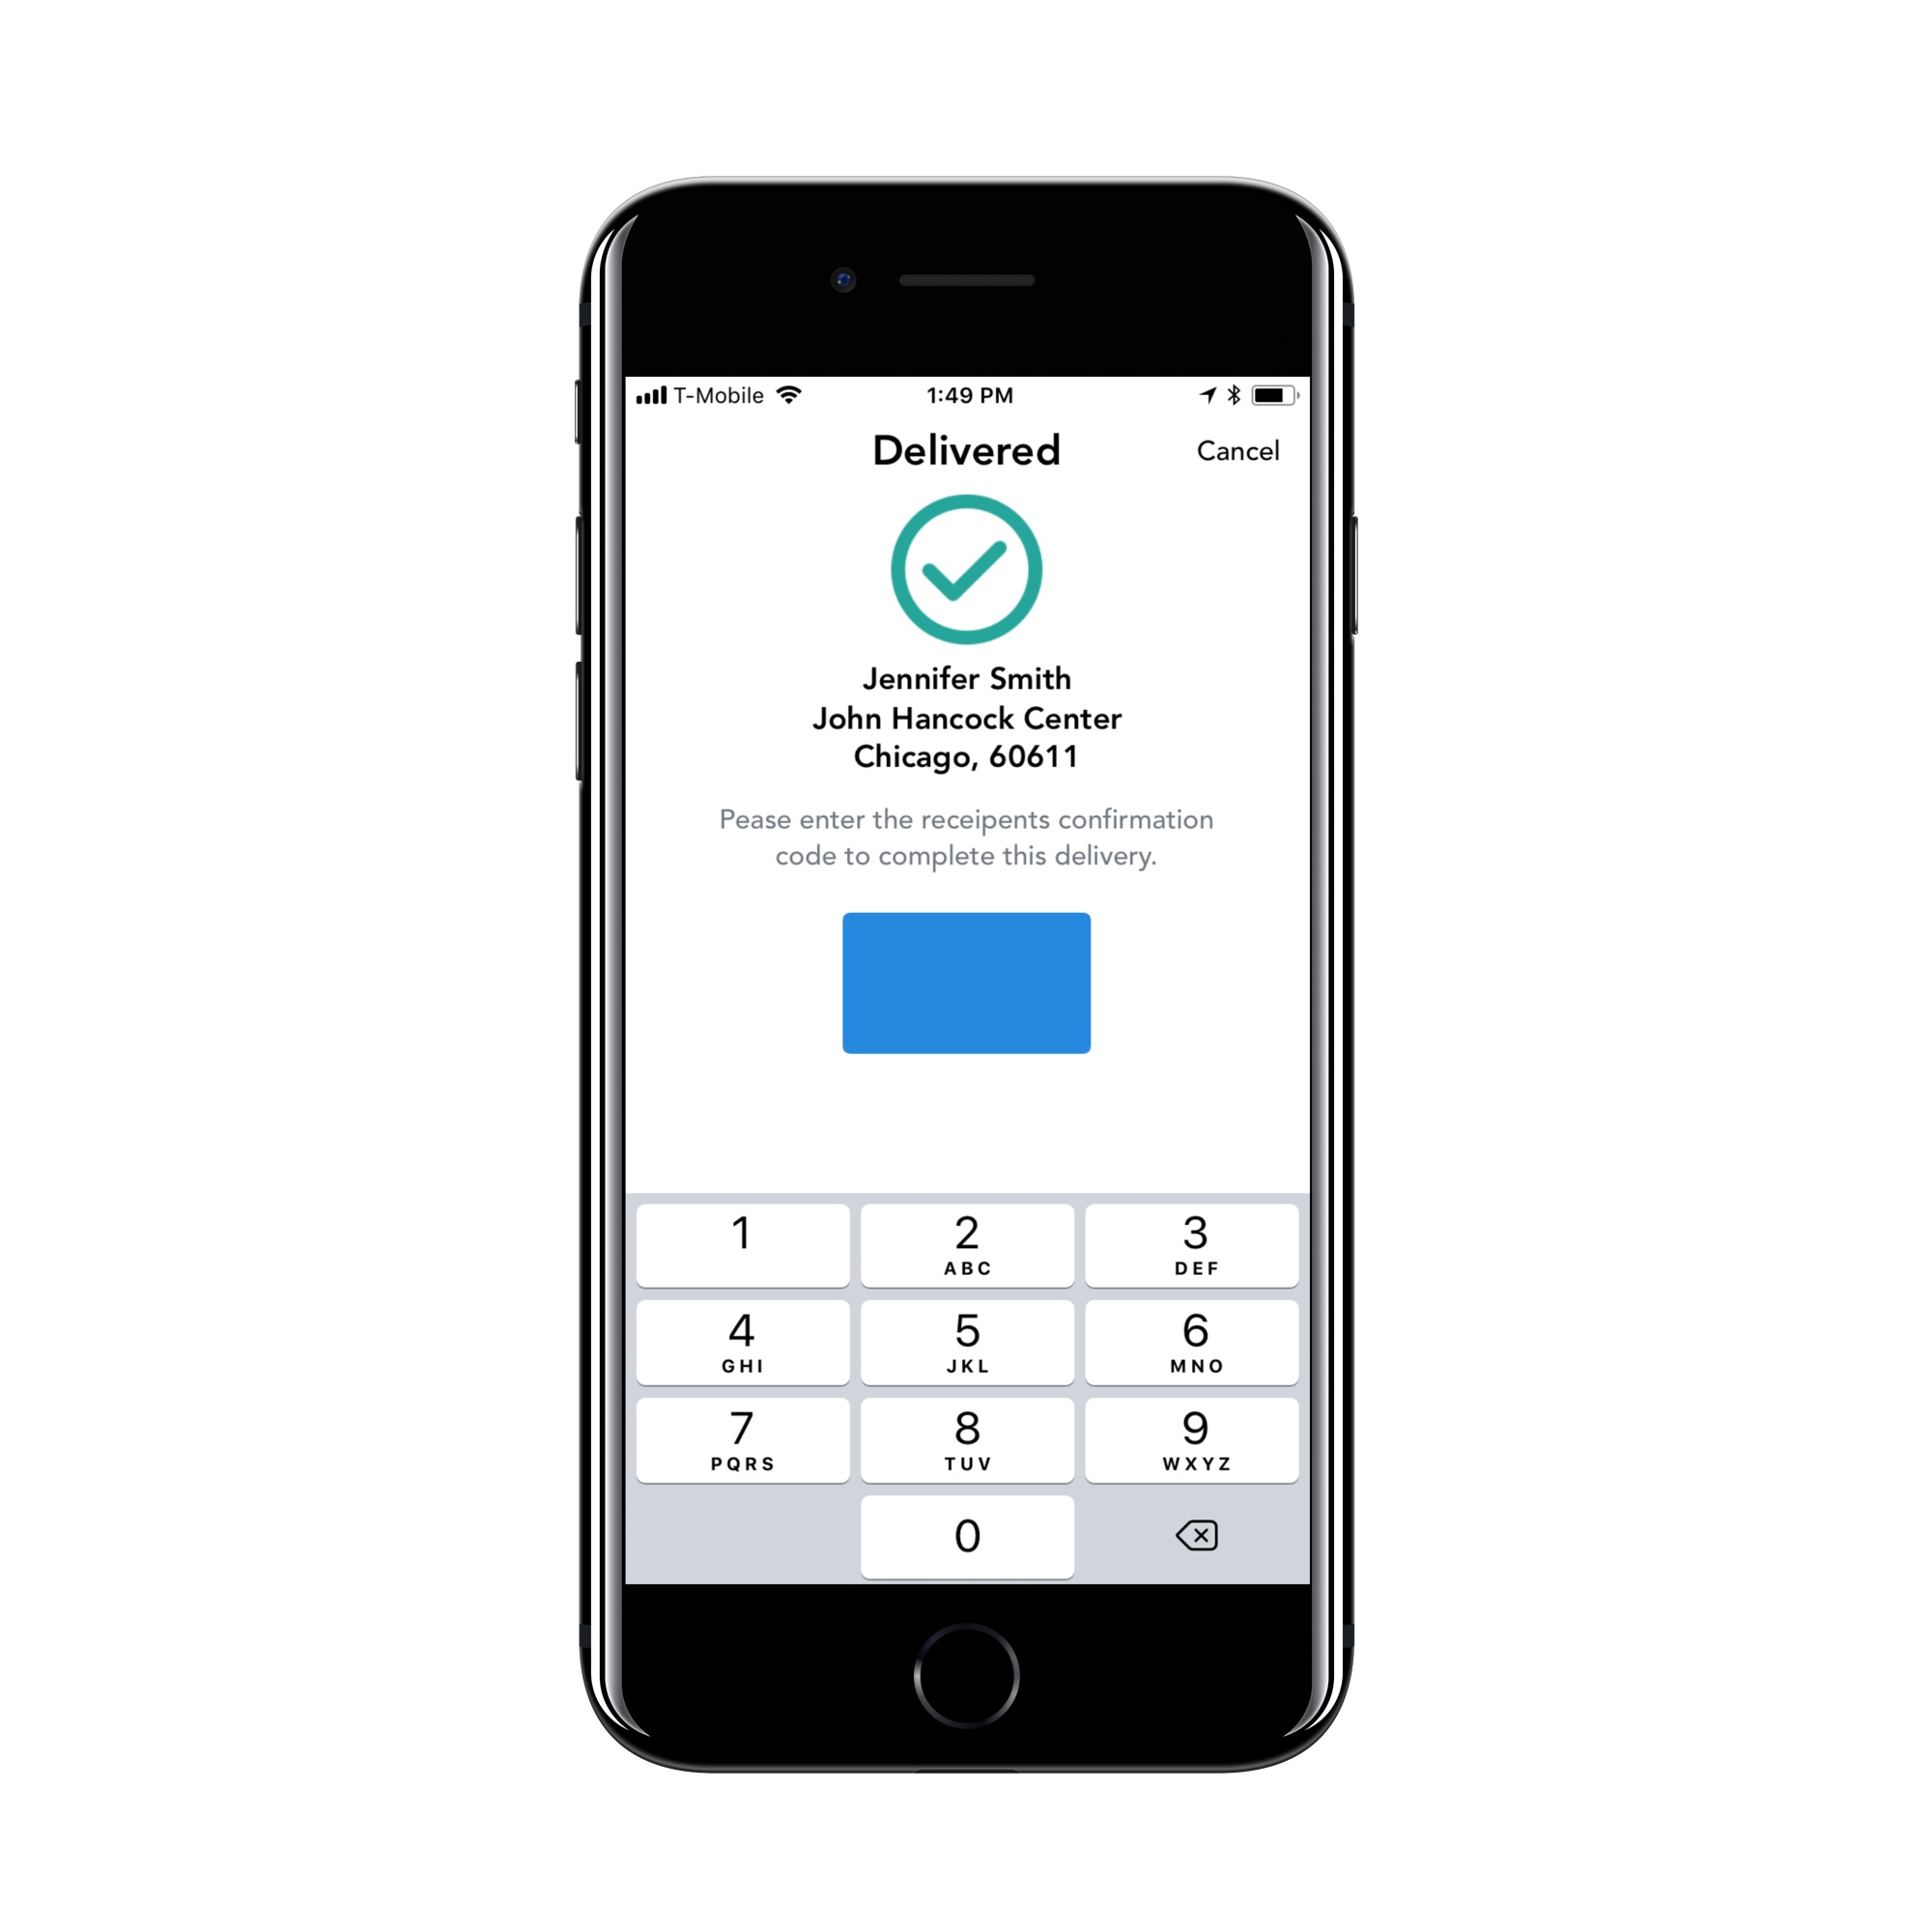 T-Mobile 1:49 PM
Delivered Cancel
Jennifer Smith
John Hancock Center
Chicago, 60611
Pease enter the receipents confirmation
code to complete this delivery.
1 2 3
ABC DEF
4 5 6
GHI JKL MNO
7 8 9
PQRS TUV WXYZ
0